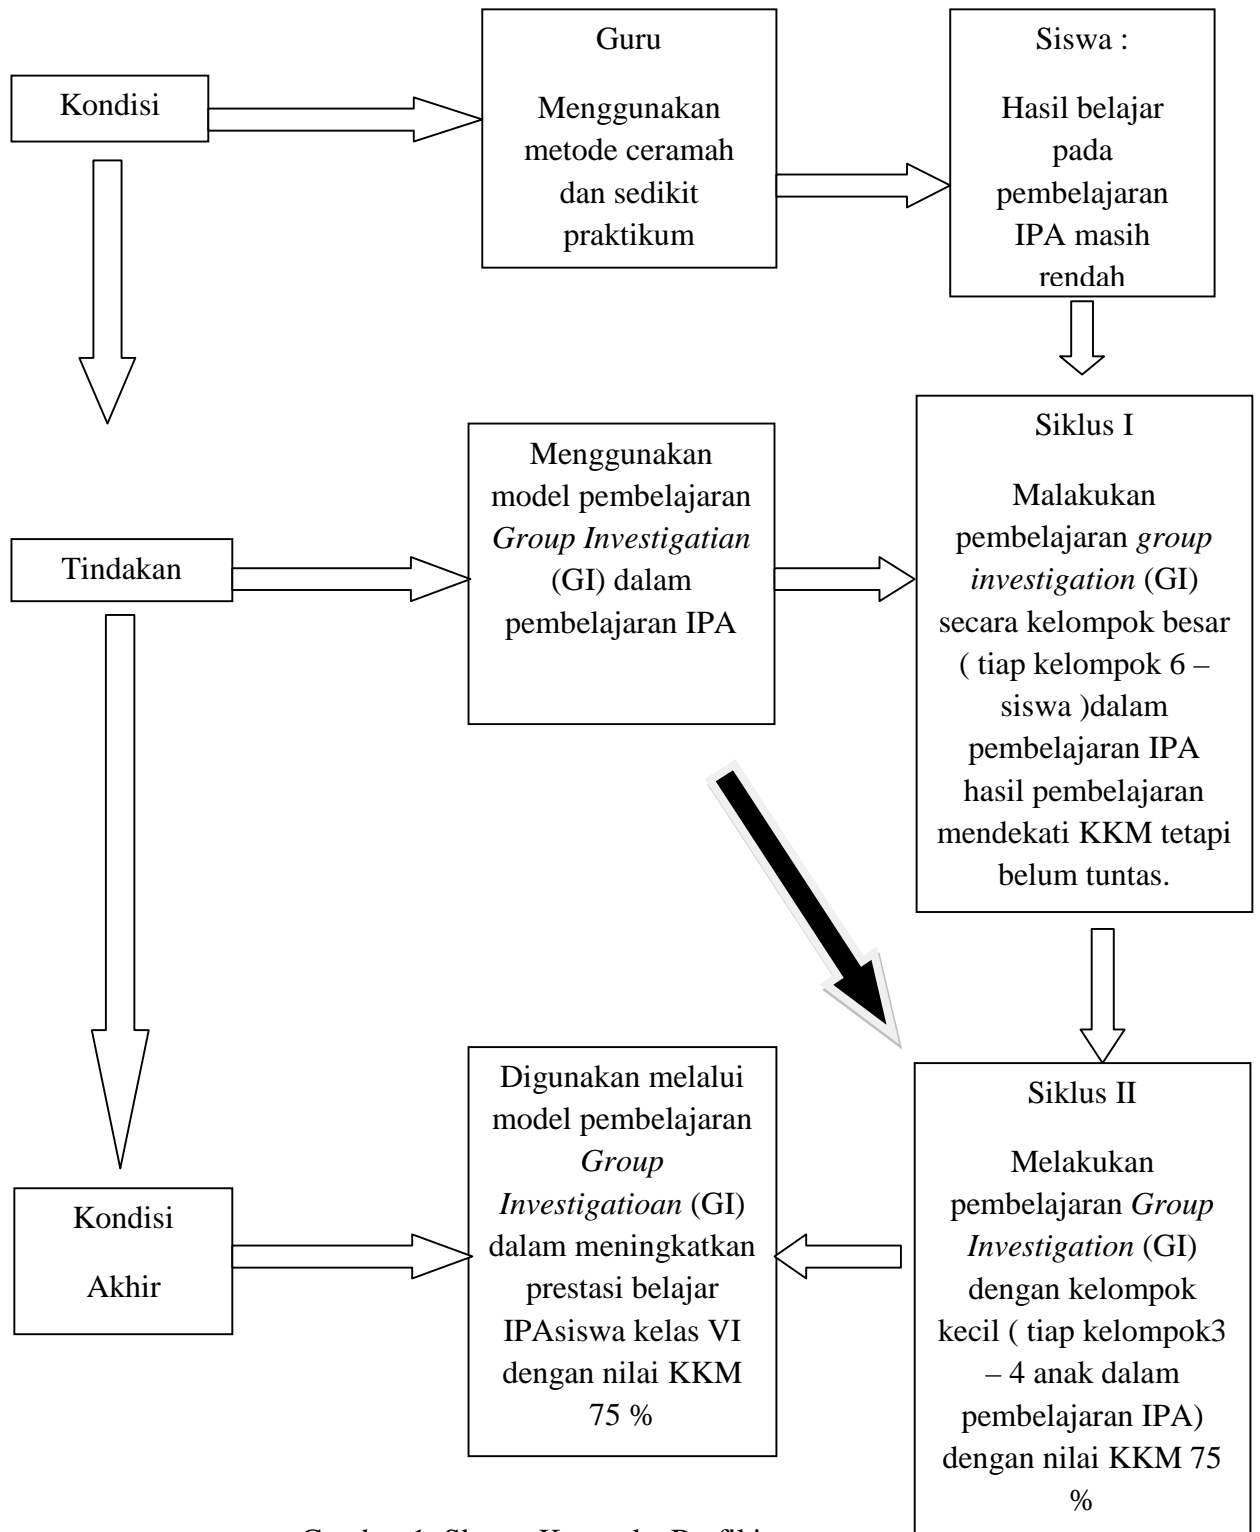 Kondisi
Guru
Menggunakan
metode ceramah
dan sedikit
praktikum
Siswa :
Hasil belajar
pada
pembelajaran
IPA masih
rendah
Tindakan
Menggunakan
model pembelajaran
Group Investigatian
(GI) dalam
pembelajaran IPA
Siklus I
Malakukan
pembelajaran group
investigation (GI)
secara kelompok besar
( tiap kelompok 6 –
siswa )dalam
pembelajaran IPA
hasil pembelajaran
mendekati KKM tetapi
belum tuntas.
Kondisi
Akhir
Digunakan melalui
model pembelajaran
Group
Investigatioan (GI)
dalam meningkatkan
prestasi belajar
IPAsiswa kelas VI
dengan nilai KKM
75 %
Siklus II
Melakukan
pembelajaran Group
Investigation (GI)
dengan kelompok
kecil ( tiap kelompok3
– 4 anak dalam
pembelajaran IPA)
dengan nilai KKM 75
%